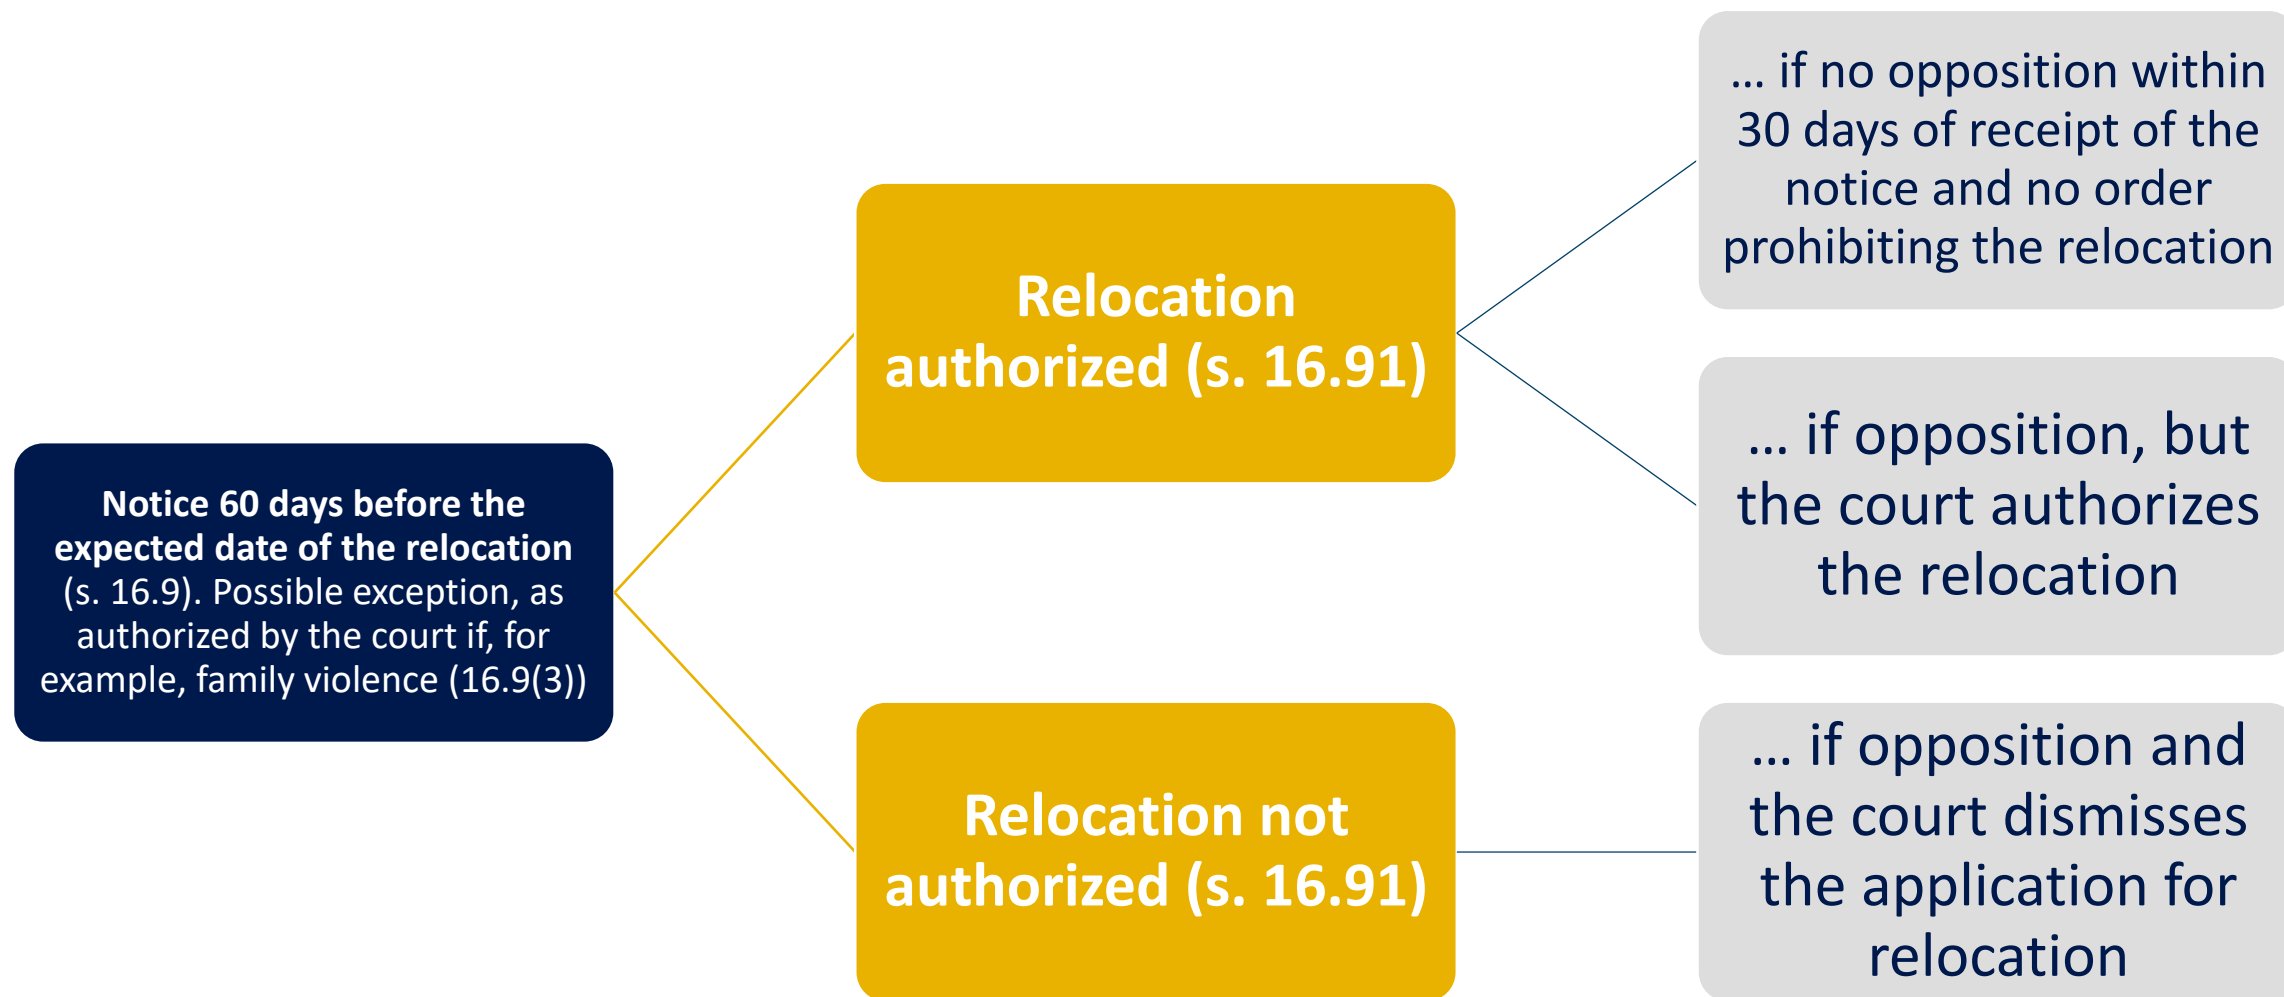 Notice 60 days before the
expected date of the relocation
(s. 16.9). Possible exception, as
authorized by the court if, for
example, family violence (16.9(3))
Relocation
authorized (s. 16.91)
... if no opposition within
30 days of receipt of the
notice and no order
prohibiting the relocation
... if opposition, but
the court authorizes
the relocation
Relocation not
authorized (s. 16.91)
... if opposition and
the court dismisses
the application for
relocation